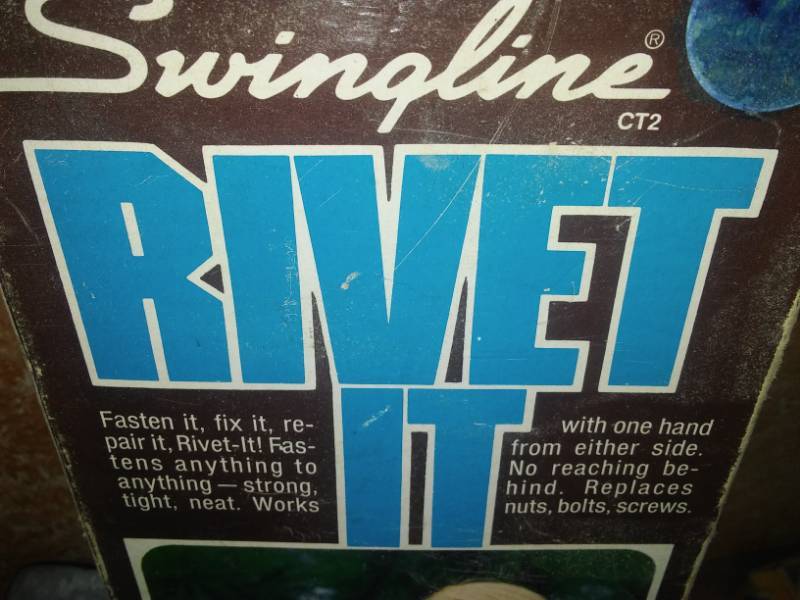 Swingline®
CT2
RIVET
IT
Fasten it, fix it, re-
pair it, Rivet-It! Fas-
tens anything to
anything — strong,
tight, neat. Works
with one hand
from either side.
No reaching be-
hind. Replaces
nuts, bolts, screws.